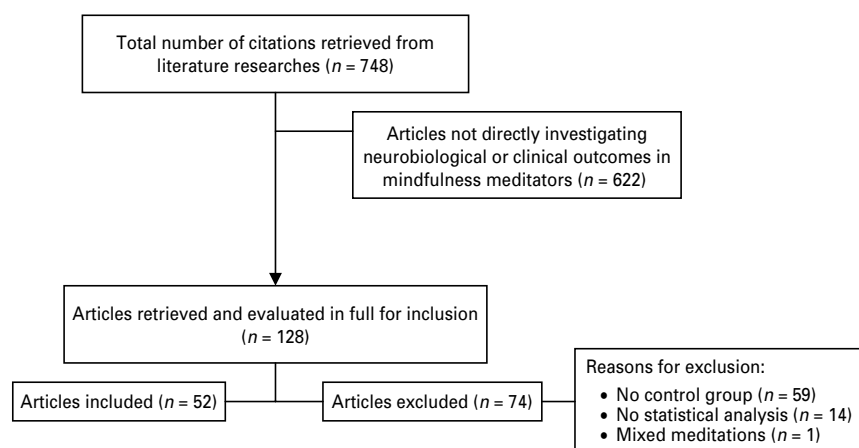 Total number of citations retrieved from
literature researches (n = 748)
Articles not directly investigating
neurobiological or clinical outcomes in
mindfulness meditators (n = 622)
Articles retrieved and evaluated in full for inclusion
(n = 128)
Articles included (n = 52)
Articles excluded (n = 74)
Reasons for exclusion:
• No control group (n = 59)
• No statistical analysis (n = 14)
• Mixed meditations (n = 1)